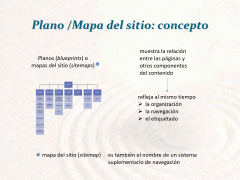 Plano /Mapa del sitio: concepto
Planos (blueprints) o
mapas del sitio (sitemaps)
muestra la relación
entre las páginas y
otros componentes
del contenido
refleja al mismo tiempo
➢ la organización
➢ la navegación
➢ el etiquetado
mapa del sitio (sitemap)
es también el nombre de un sistema
suplementario de navegación